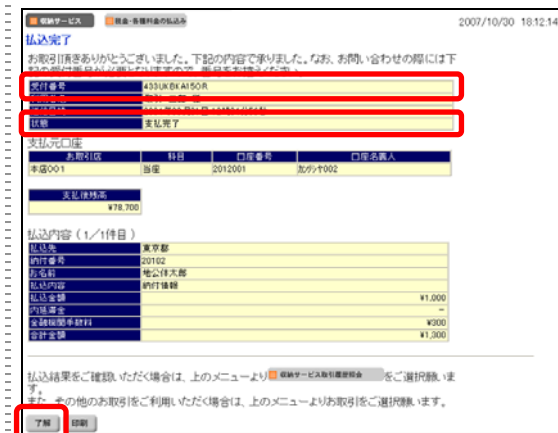 収納サービス 税金・各種料金の払込み 2007/10/30 18:12:14
払込完了
お取引頂きありがとうございました。下記の内容で承りました。なお、お問い合わせの際には下
受付番号 433UKBKAI5OR
状態 支払完了
支払元口座
お取引店 科目 口座番号 口座名義人
本店001 当座 2012001
支払後残高
¥78,700
払込内容（1／1件目）
払込先 東京都
納付番号 20102
お名前 地公体太郎
払込内容 納付情報
払込金額 ¥1,000
内延滞金 －
金融機関手数料 ¥300
合計金額 ¥1,300
払込結果をご確認いただく場合は、上のメニューより 収納サービス取引履歴照会 をご選択願いま
す。
また、その他のお取引をご利用いただく場合は、上のメニューよりお取引をご選択願います。
了解 印刷